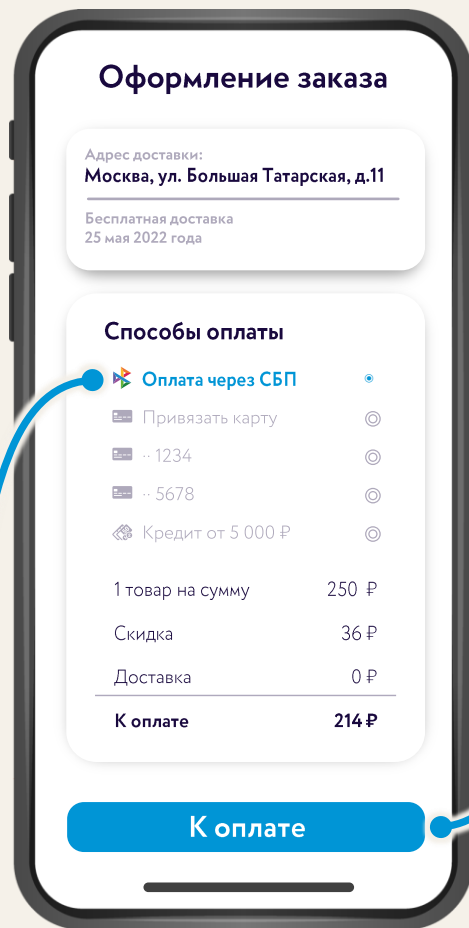 Оформление заказа
Адрес доставки:
Москва, ул. Большая Татарская, д.11
Бесплатная доставка
25 мая 2022 года
Способы оплаты
Оплата через СБП
Привязать карту
·· 1234
·· 5678
Кредит от 5 000 ₽
1 товар на сумму 250 ₽
Скидка 36 ₽
Доставка 0 ₽
К оплате 214 ₽
К оплате